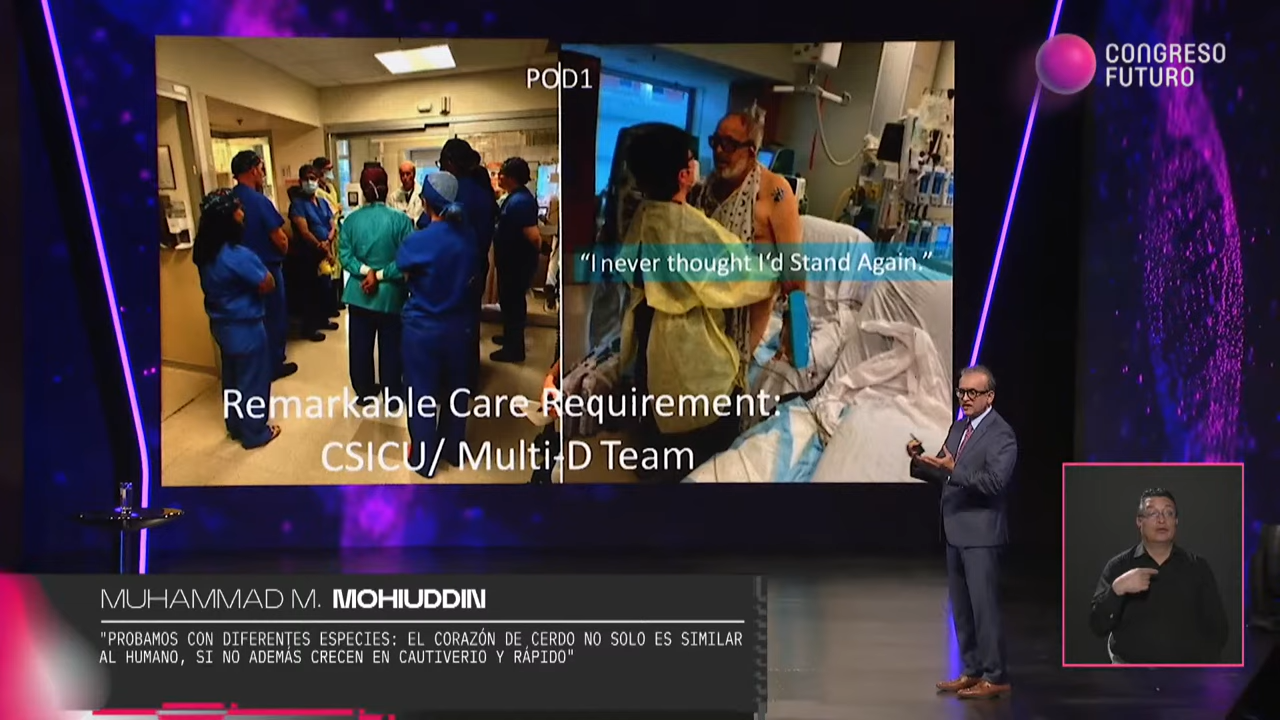 POD1
CONGRESO
FUTURO
“I never thought I‘d Stand Again.”
Remarkable Care Requirement:
CSICU/ Multi-D Team
MUHAMMAD M. MOHIUDDIN
"PROBAMOS CON DIFERENTES ESPECIES: EL CORAZÓN DE CERDO NO SOLO ES SIMILAR
AL HUMANO, SI NO ADEMÁS CRECEN EN CAUTIVERIO Y RÁPIDO"